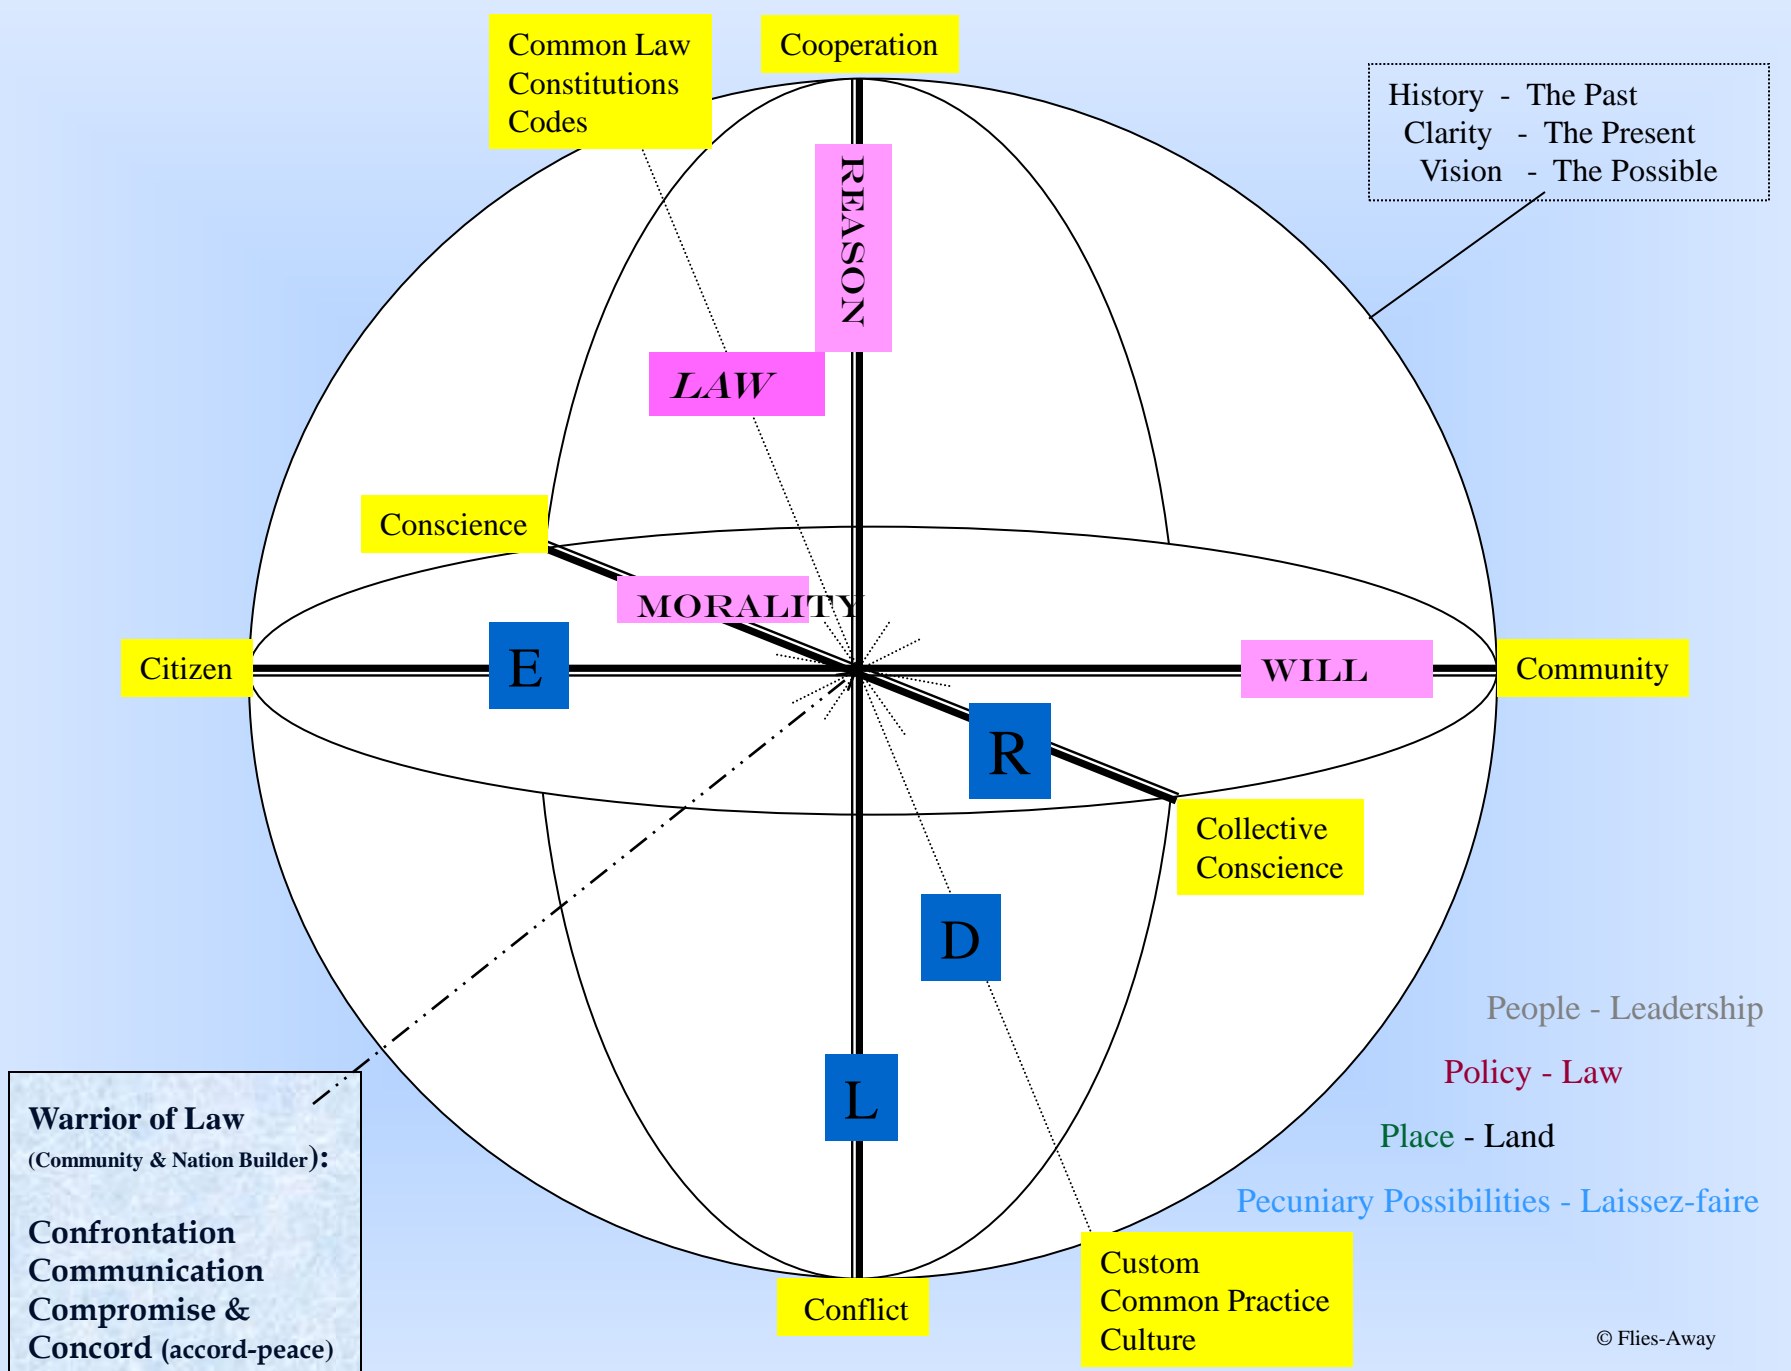 Common Law
Constitutions
Codes
Cooperation
History - The Past
Clarity - The Present
Vision - The Possible
REASON
LAW
Conscience
MORALITY
Citizen
E
WILL
Community
R
Collective
Conscience
D
L
People - Leadership
Policy - Law
Place - Land
Pecuniary Possibilities - Laissez-faire
Warrior of Law
(Community & Nation Builder):
Confrontation
Communication
Compromise &
Concord (accord-peace)
Conflict
Custom
Common Practice
Culture
© Flies-Away